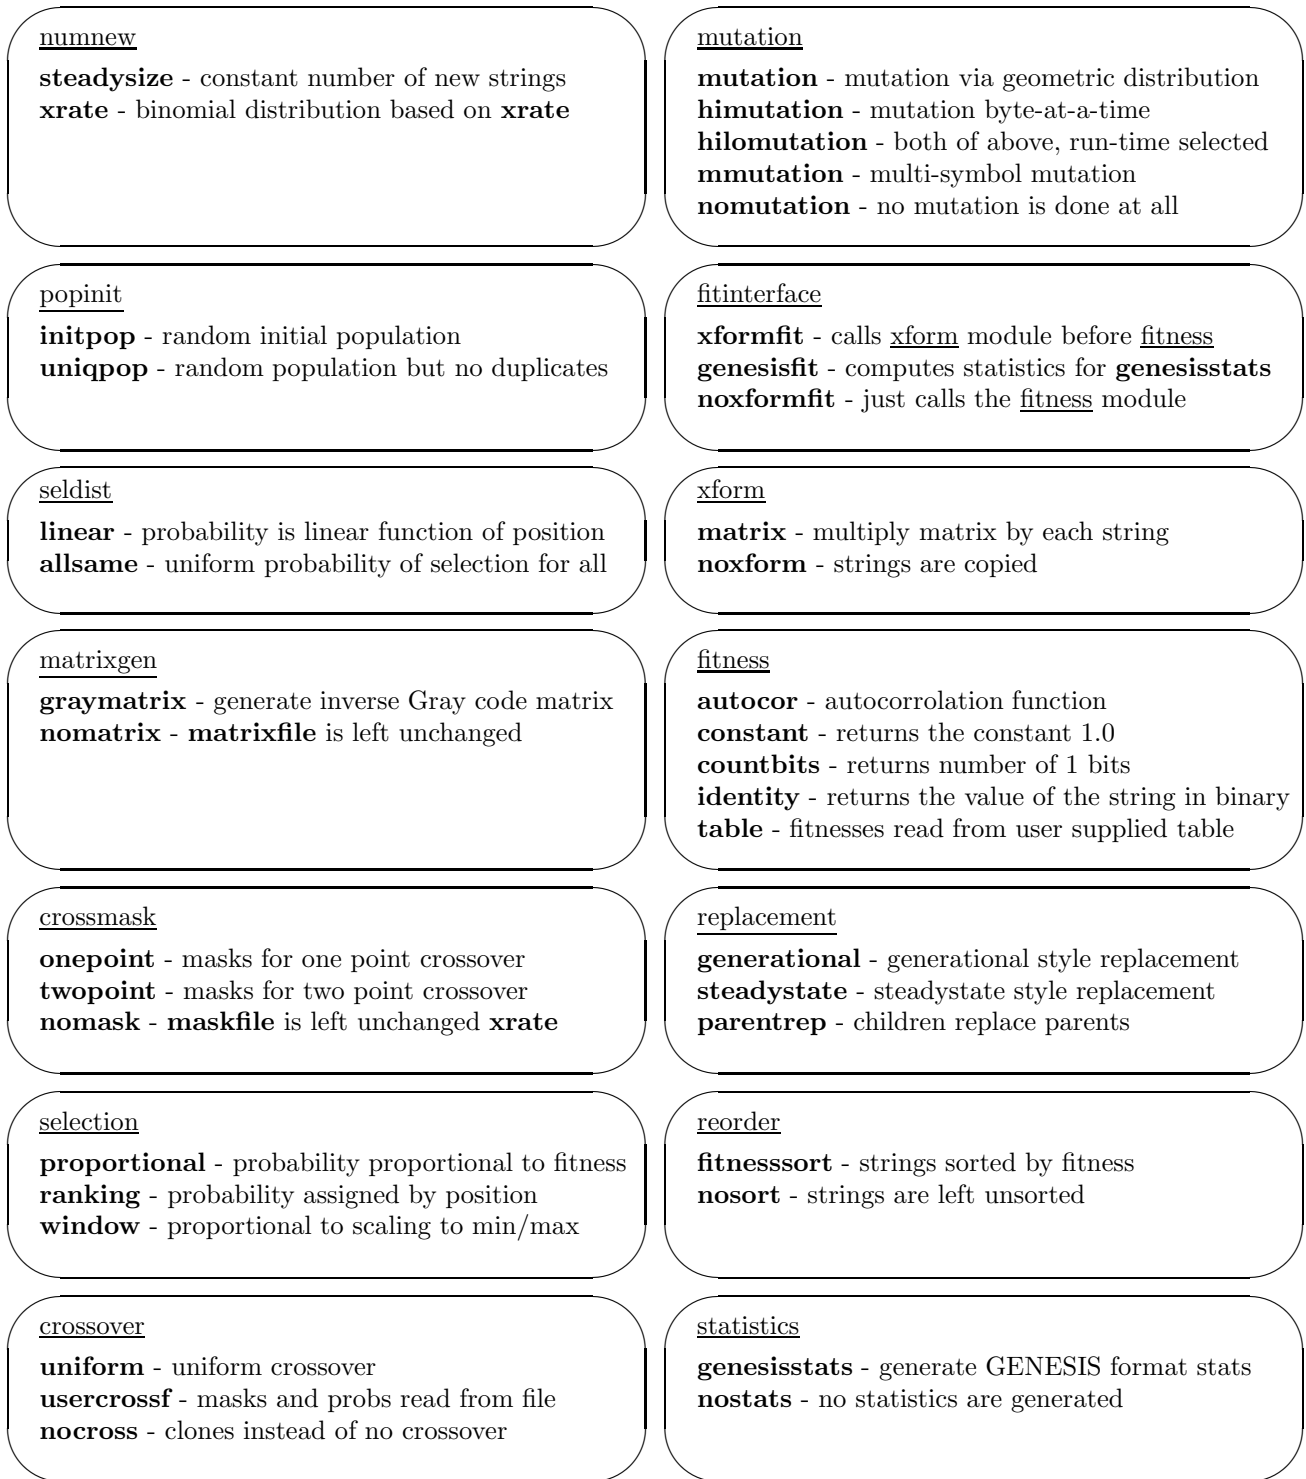 numnew
steadysize - constant number of new strings
xrate - binomial distribution based on xrate
mutation
mutation - mutation via geometric distribution
himutation - mutation byte-at-a-time
hilomutation - both of above, run-time selected
mmutation - multi-symbol mutation
nomutation - no mutation is done at all
popinit
initpop - random initial population
uniqpop - random population but no duplicates
fitinterface
xformfit - calls xform module before fitness
genesisfit - computes statistics for genesisstats
noxformfit - just calls the fitness module
seldist
linear - probability is linear function of position
allsame - uniform probability of selection for all
xform
matrix - multiply matrix by each string
noxform - strings are copied
matrixgen
graymatrix - generate inverse Gray code matrix
nomatrix - matrixfile is left unchanged
fitness
autocor - autocorrolation function
constant - returns the constant 1.0
countbits - returns number of 1 bits
identity - returns the value of the string in binary
table - fitnesses read from user supplied table
crossmask
onepoint - masks for one point crossover
twopoint - masks for two point crossover
nomask - maskfile is left unchanged xrate
replacement
generational - generational style replacement
steadystate - steadystate style replacement
parentrep - children replace parents
selection
proportional - probability proportional to fitness
ranking - probability assigned by position
window - proportional to scaling to min/max
reorder
fitnesssort - strings sorted by fitness
nosort - strings are left unsorted
crossover
uniform - uniform crossover
usercrossf - masks and probs read from file
nocross - clones instead of no crossover
statistics
genesisstats - generate GENESIS format stats
nostats - no statistics are generated